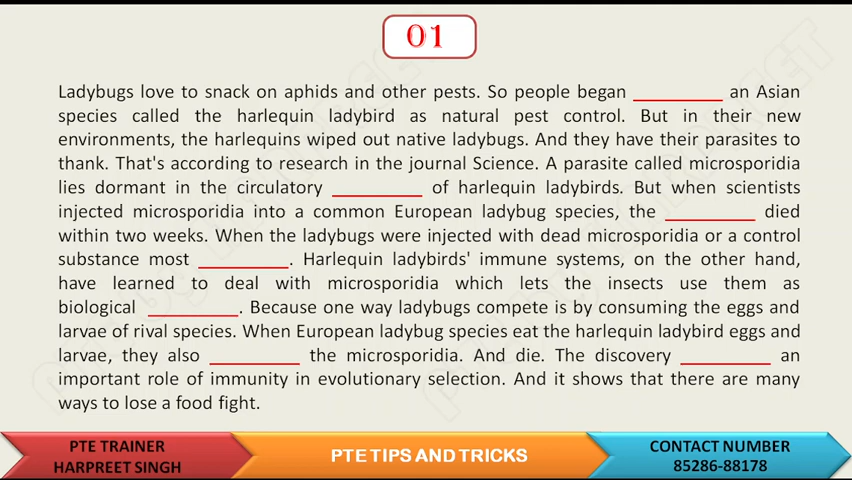 01
Ladybugs love to snack on aphids and other pests. So people began __________ an Asian
species called the harlequin ladybird as natural pest control. But in their new
environments, the harlequins wiped out native ladybugs. And they have their parasites to
thank. That's according to research in the journal Science. A parasite called microsporidia
lies dormant in the circulatory __________ of harlequin ladybirds. But when scientists
injected microsporidia into a common European ladybug species, the __________ died
within two weeks. When the ladybugs were injected with dead microsporidia or a control
substance most __________. Harlequin ladybirds' immune systems, on the other hand,
have learned to deal with microsporidia which lets the insects use them as
biological __________. Because one way ladybugs compete is by consuming the eggs and
larvae of rival species. When European ladybug species eat the harlequin ladybird eggs and
larvae, they also __________ the microsporidia. And die. The discovery __________ an
important role of immunity in evolutionary selection. And it shows that there are many
ways to lose a food fight.
PTE TRAINER
HARPREET SINGH
PTE TIPS AND TRICKS
CONTACT NUMBER
85286-88178